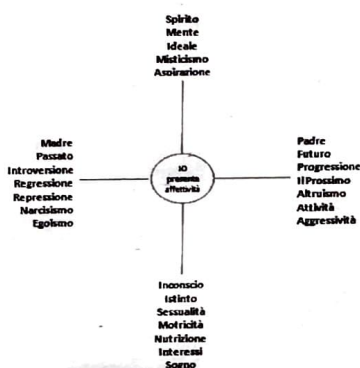 Spirito
Mente
Ideale
Misticismo
Aspirazione
Madre
Passato
Introversione
Regressione
Repressione
Narcisismo
Egoismo
IO
presente
affettività
Padre
Futuro
Progressione
Il Prossimo
Altruismo
Attività
Aggressività
Inconscio
Istinto
Sessualità
Motricità
Nutrizione
Interessi
Sogno